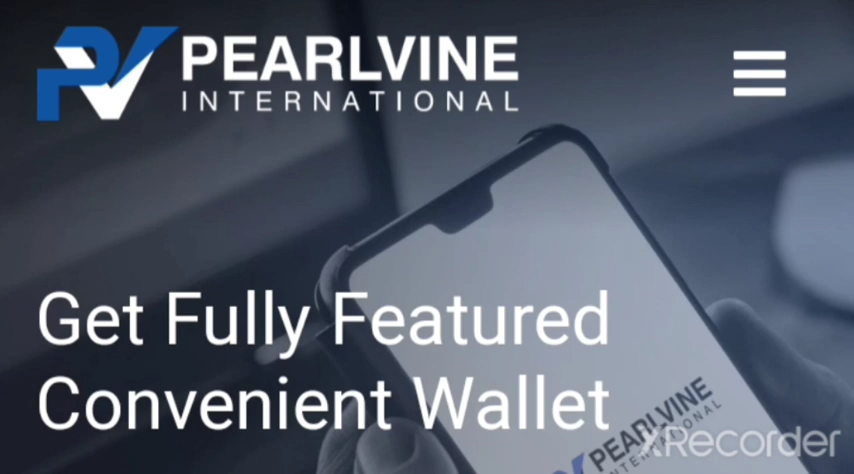 PEARLVINE
INTERNATIONAL
Get Fully Featured
Convenient Wallet
PEARLVINE
INTERNATIONAL
XRecorder